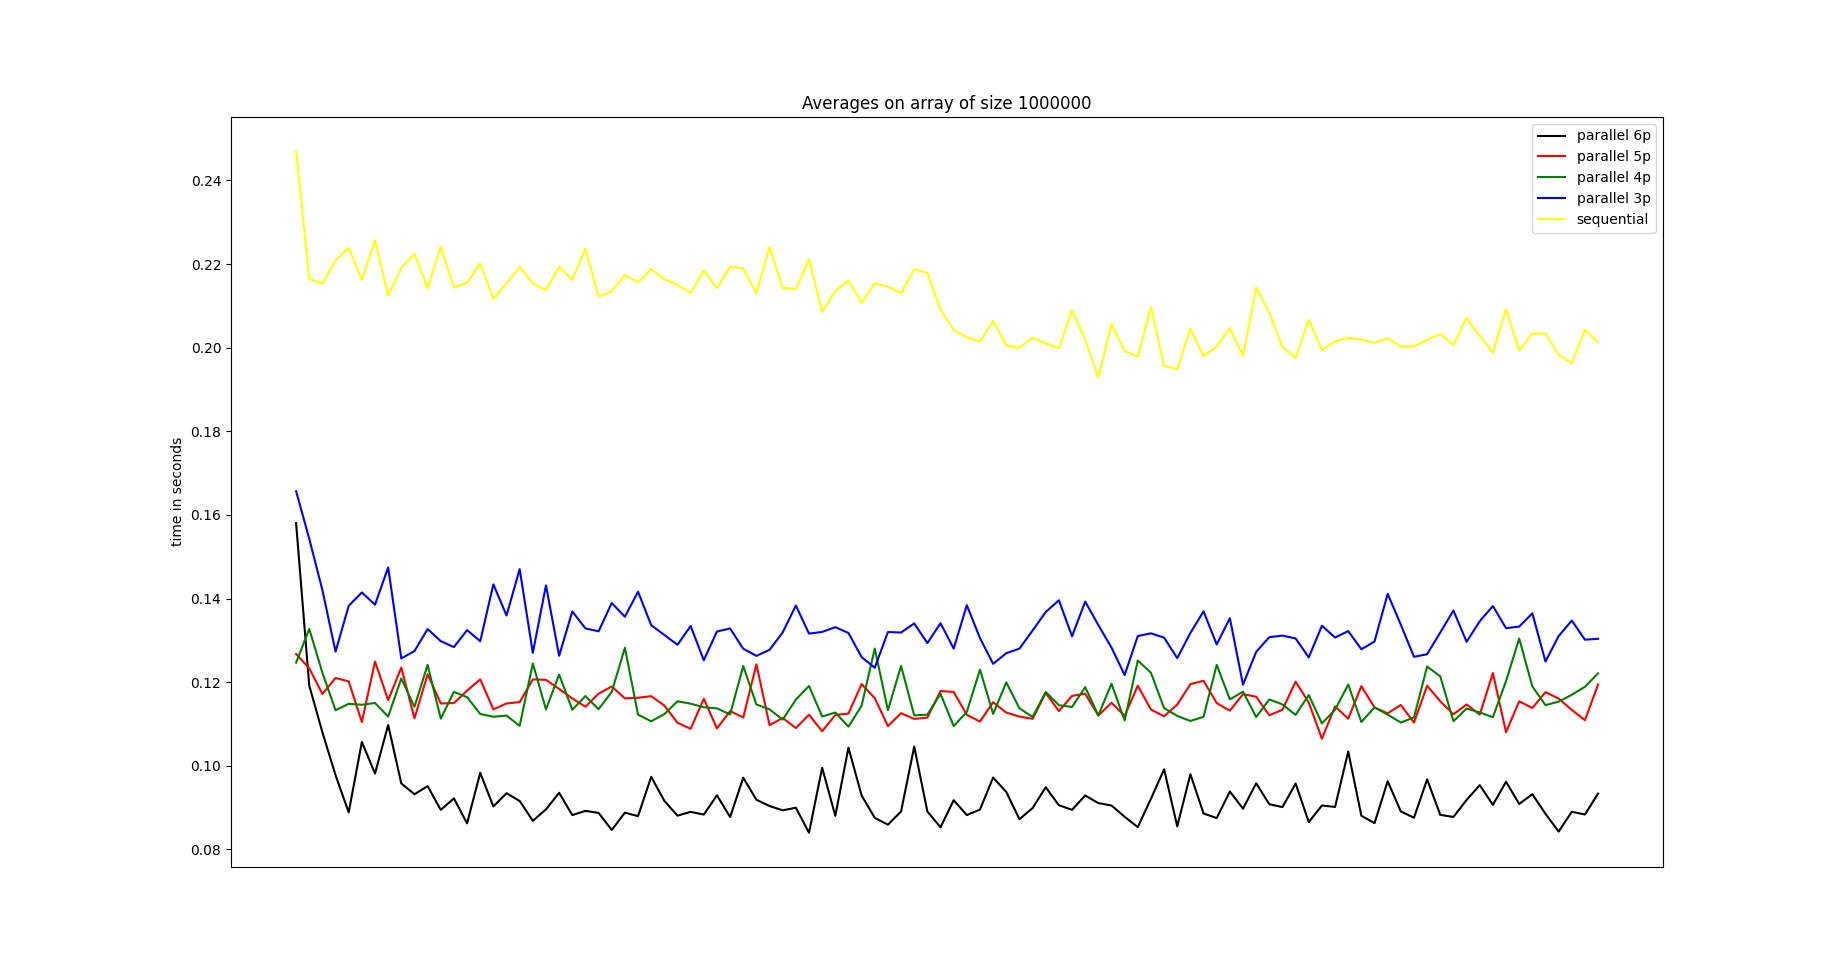 Averages on array of size 1000000
parallel 6p
parallel 5p
parallel 4p
parallel 3p
sequential
time in seconds
0.24
0.22
0.20
0.18
0.16
0.14
0.12
0.10
0.08